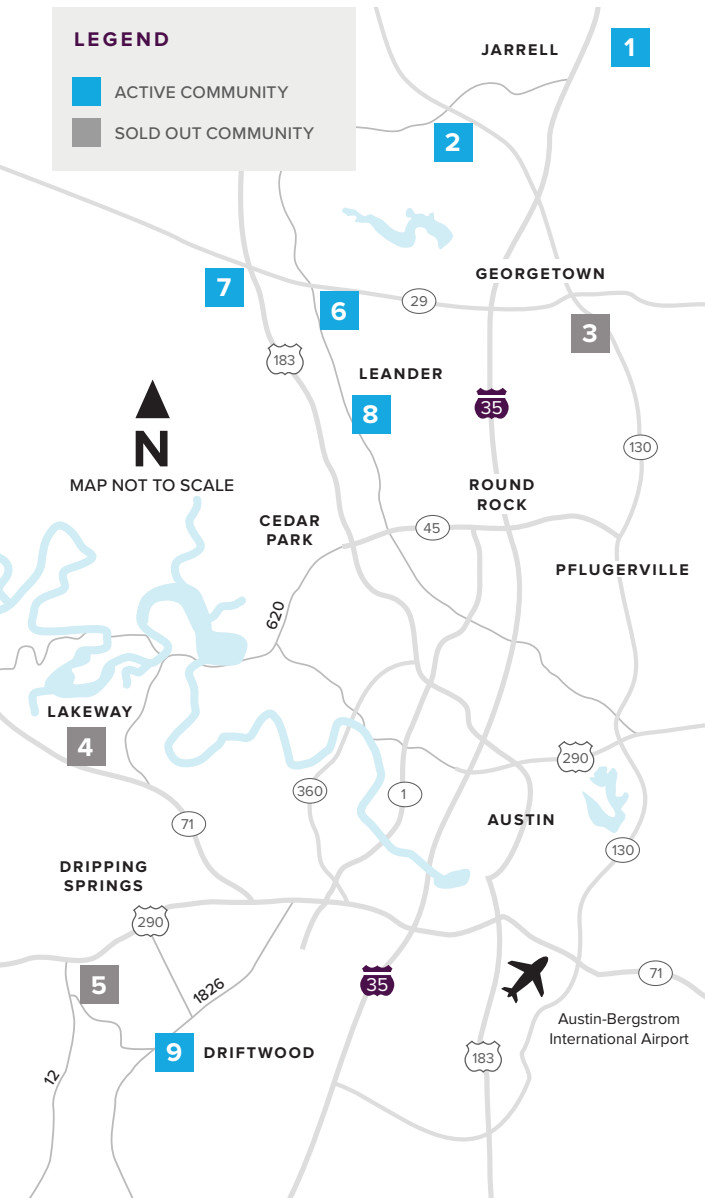 LEGEND
ACTIVE COMMUNITY
SOLD OUT COMMUNITY
JARRELL
1
2
GEORGETOWN
7
6
29
3
183
LEANDER
8
35
130
N
MAP NOT TO SCALE
ROUND
ROCK
CEDAR
PARK
45
PFLUGERVILLE
620
LAKEWAY
4
290
360
1
71
AUSTIN
130
DRIPPING
SPRINGS
290
5
1826
35
71
Austin-Bergstrom
International Airport
9
DRIFTWOOD
183
12